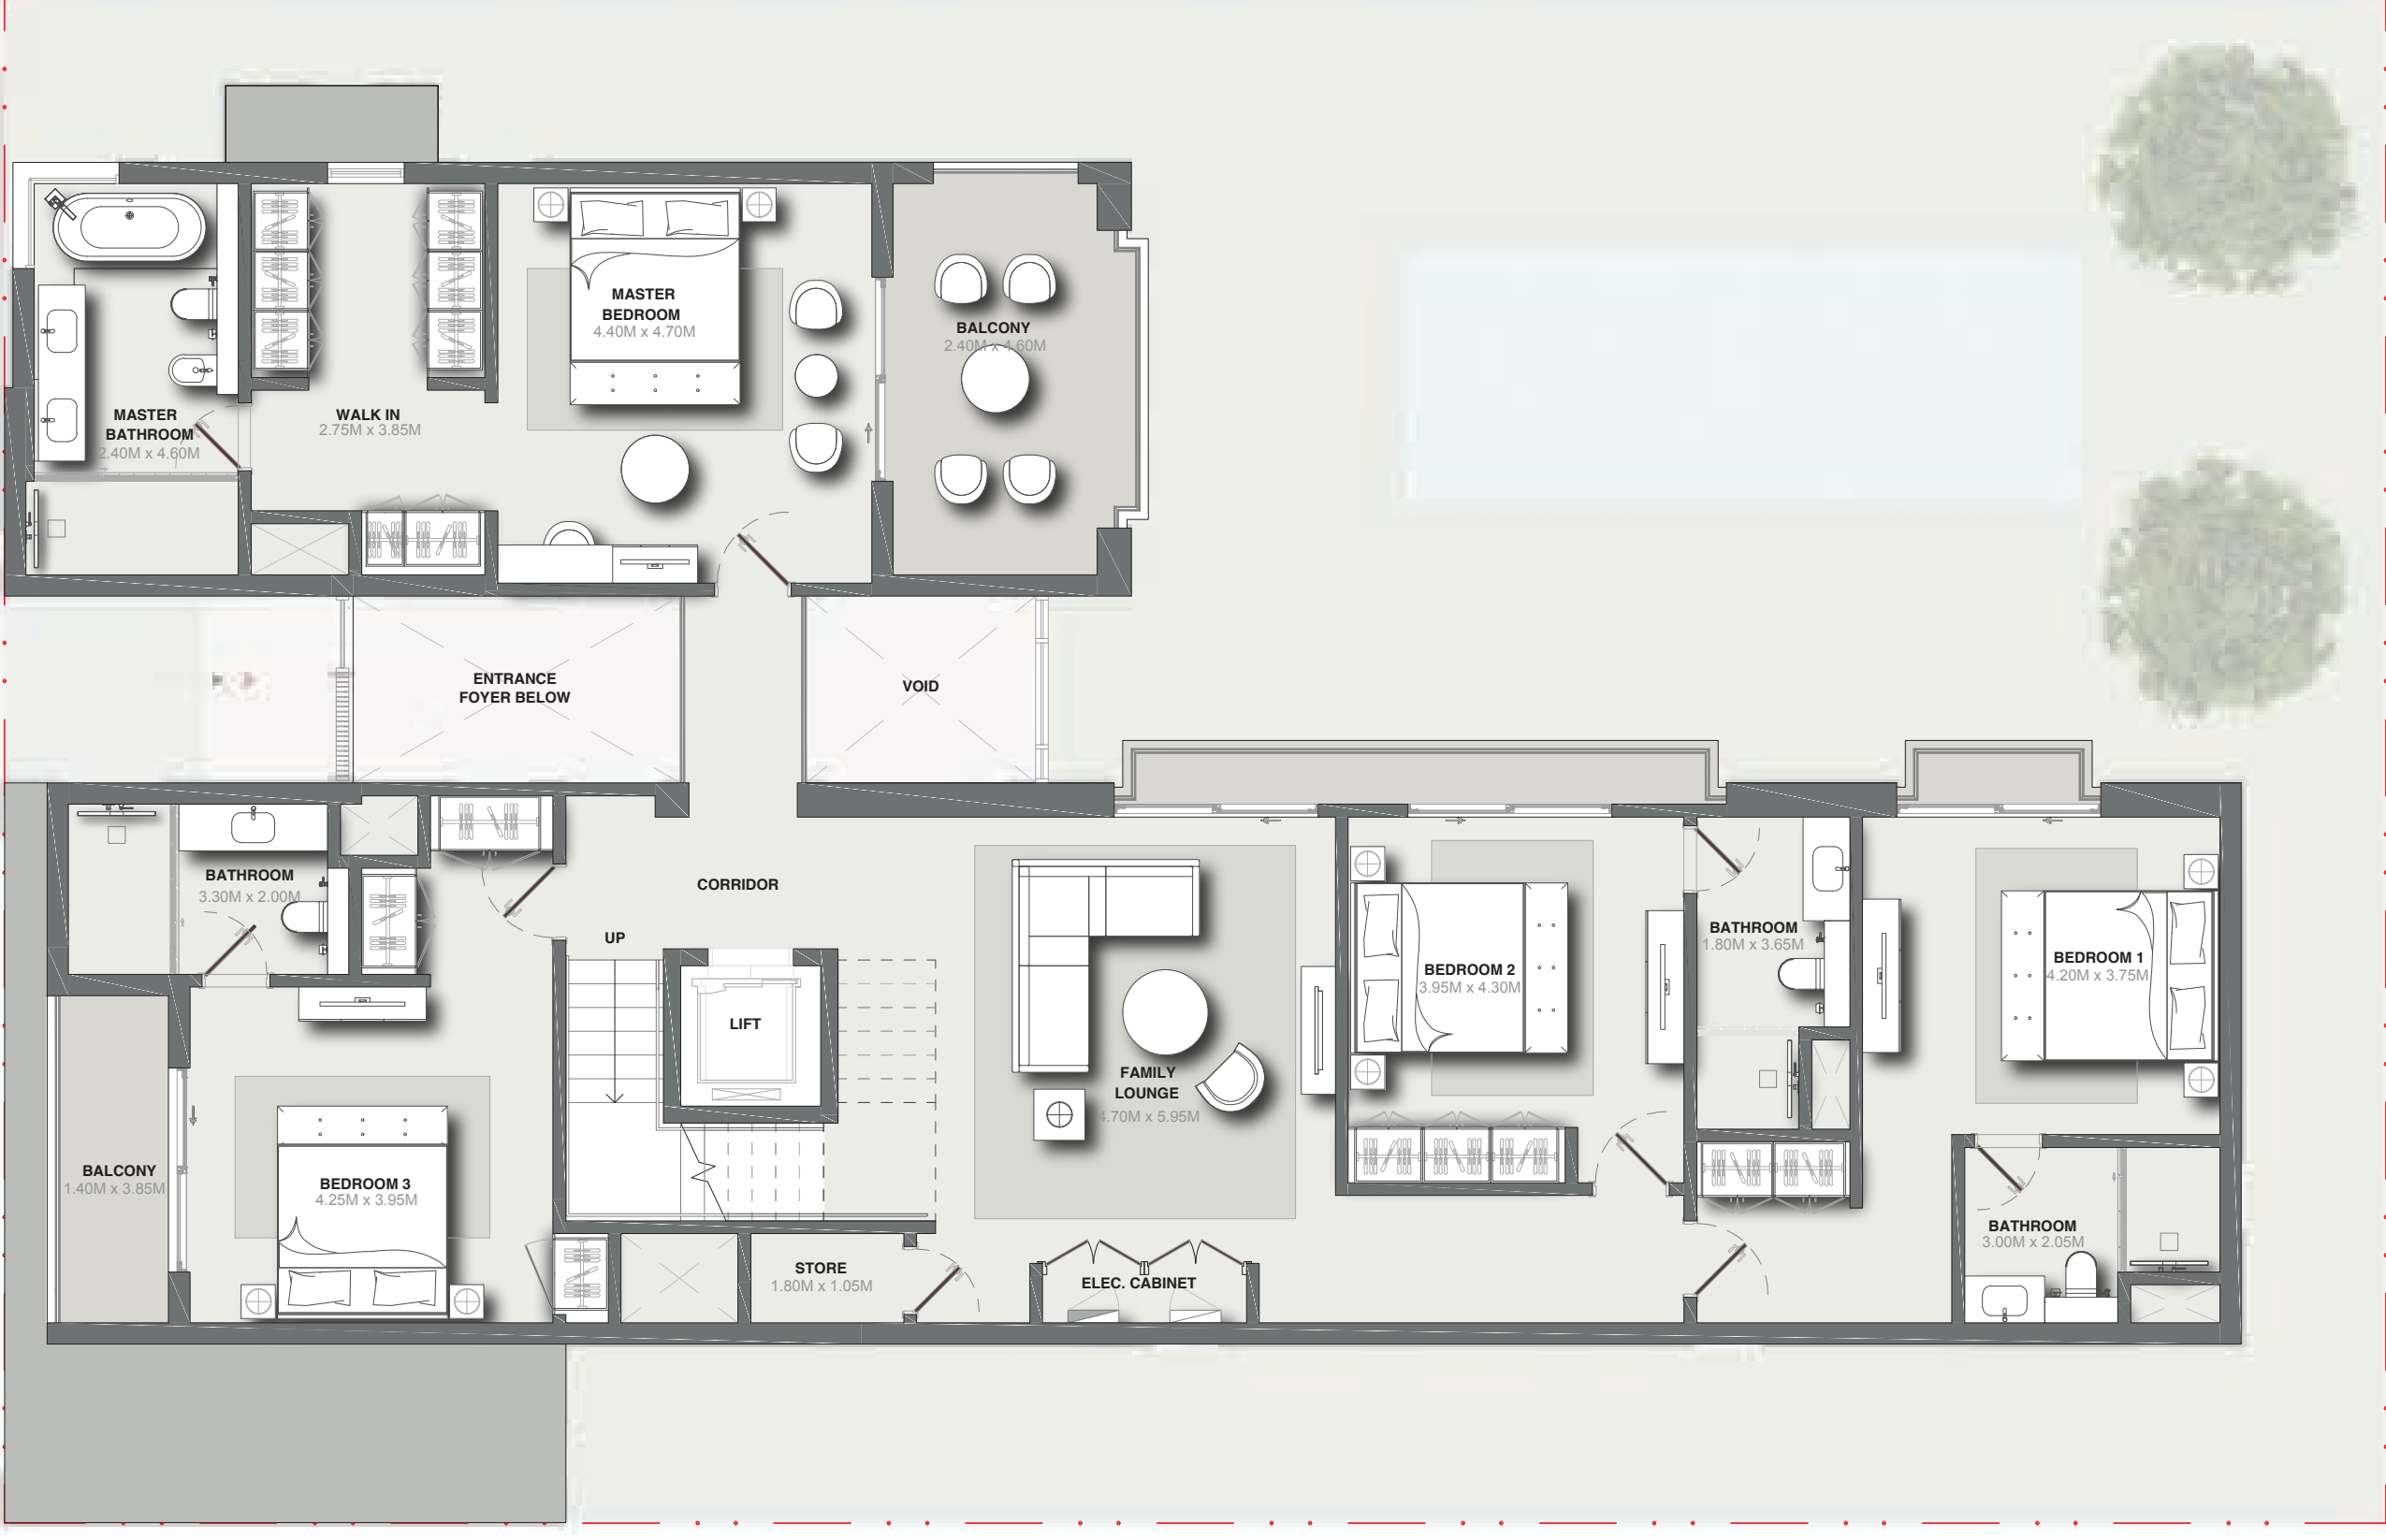 MASTER
BEDROOM
4.40M x 4.70M
BALCONY
2.40M x 4.60M
MASTER
BATHROOM
2.40M x 4.60M
WALK IN
2.75M x 3.85M
ENTRANCE
FOYER BELOW
VOID
BATHROOM
3.30M x 2.00M
CORRIDOR
UP
LIFT
FAMILY
LOUNGE
4.70M x 5.95M
BEDROOM 2
3.95M x 4.30M
BATHROOM
1.80M x 3.65M
BEDROOM 1
4.20M x 3.75M
BALCONY
1.40M x 3.85M
BEDROOM 3
4.25M x 3.95M
STORE
1.80M x 1.05M
ELEC. CABINET
BATHROOM
3.00M x 2.05M